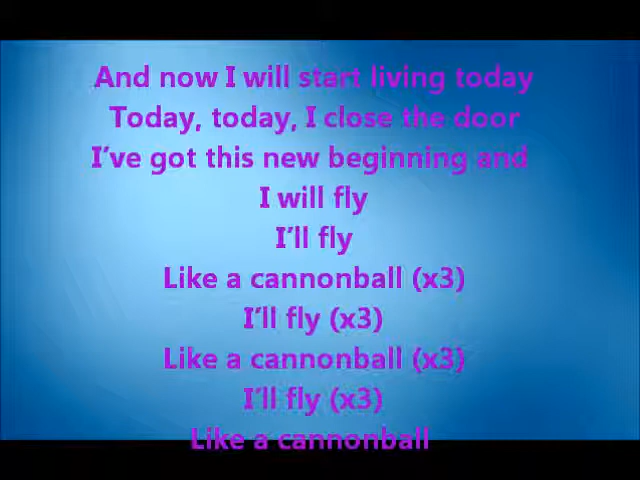 And now I will start living today
Today, today, I close the door
I've got this new beginning and
I will fly
I'll fly
Like a cannonball (x3)
I'll fly (x3)
Like a cannonball (x3)
I'll fly (x3)
Like a cannonball